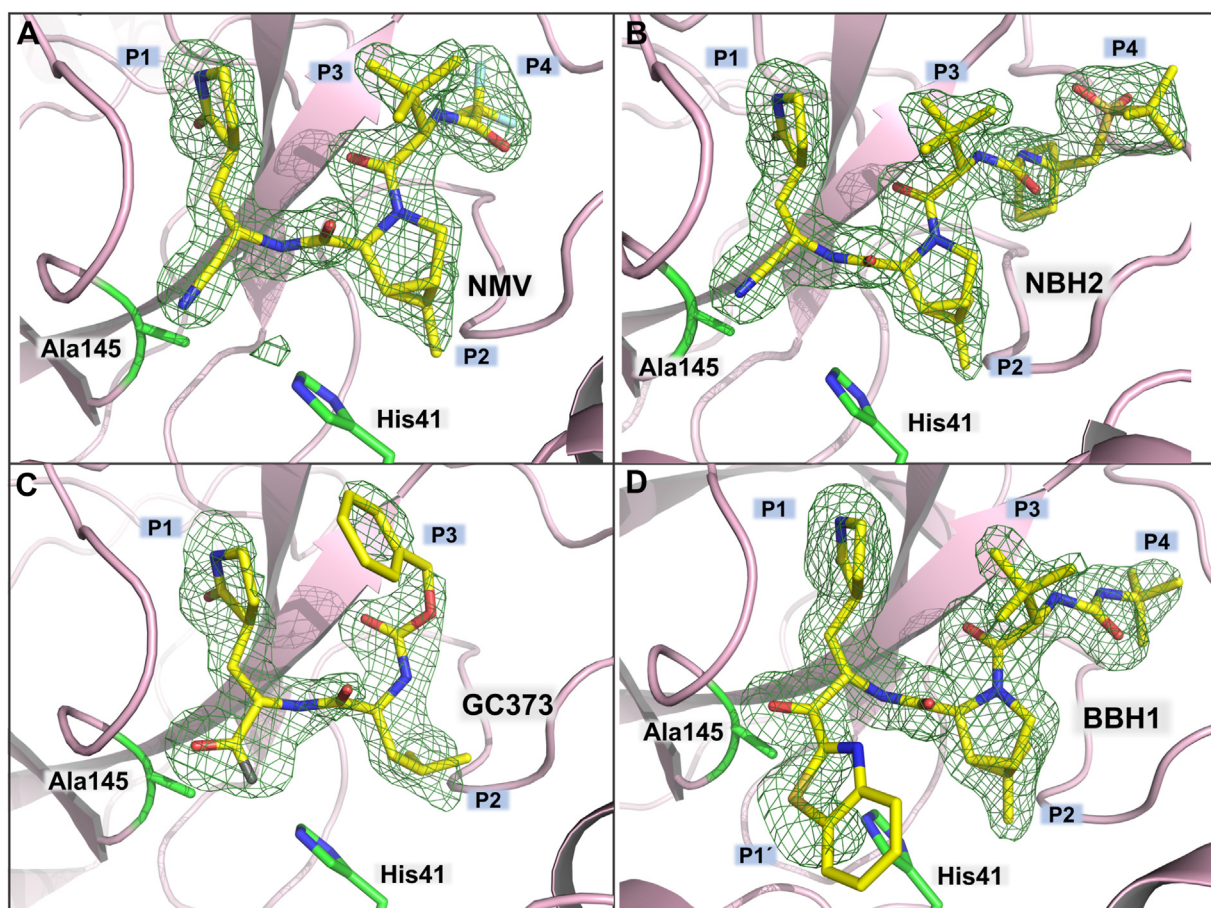 A
P1
P3
P4
NMV
Ala145
P2
His41
B
P1
P3
P4
NBH2
Ala145
P2
His41
C
P1
P3
GC373
Ala145
P2
His41
D
P1
P3
P4
Ala145
BBH1
P2
P1´
His41